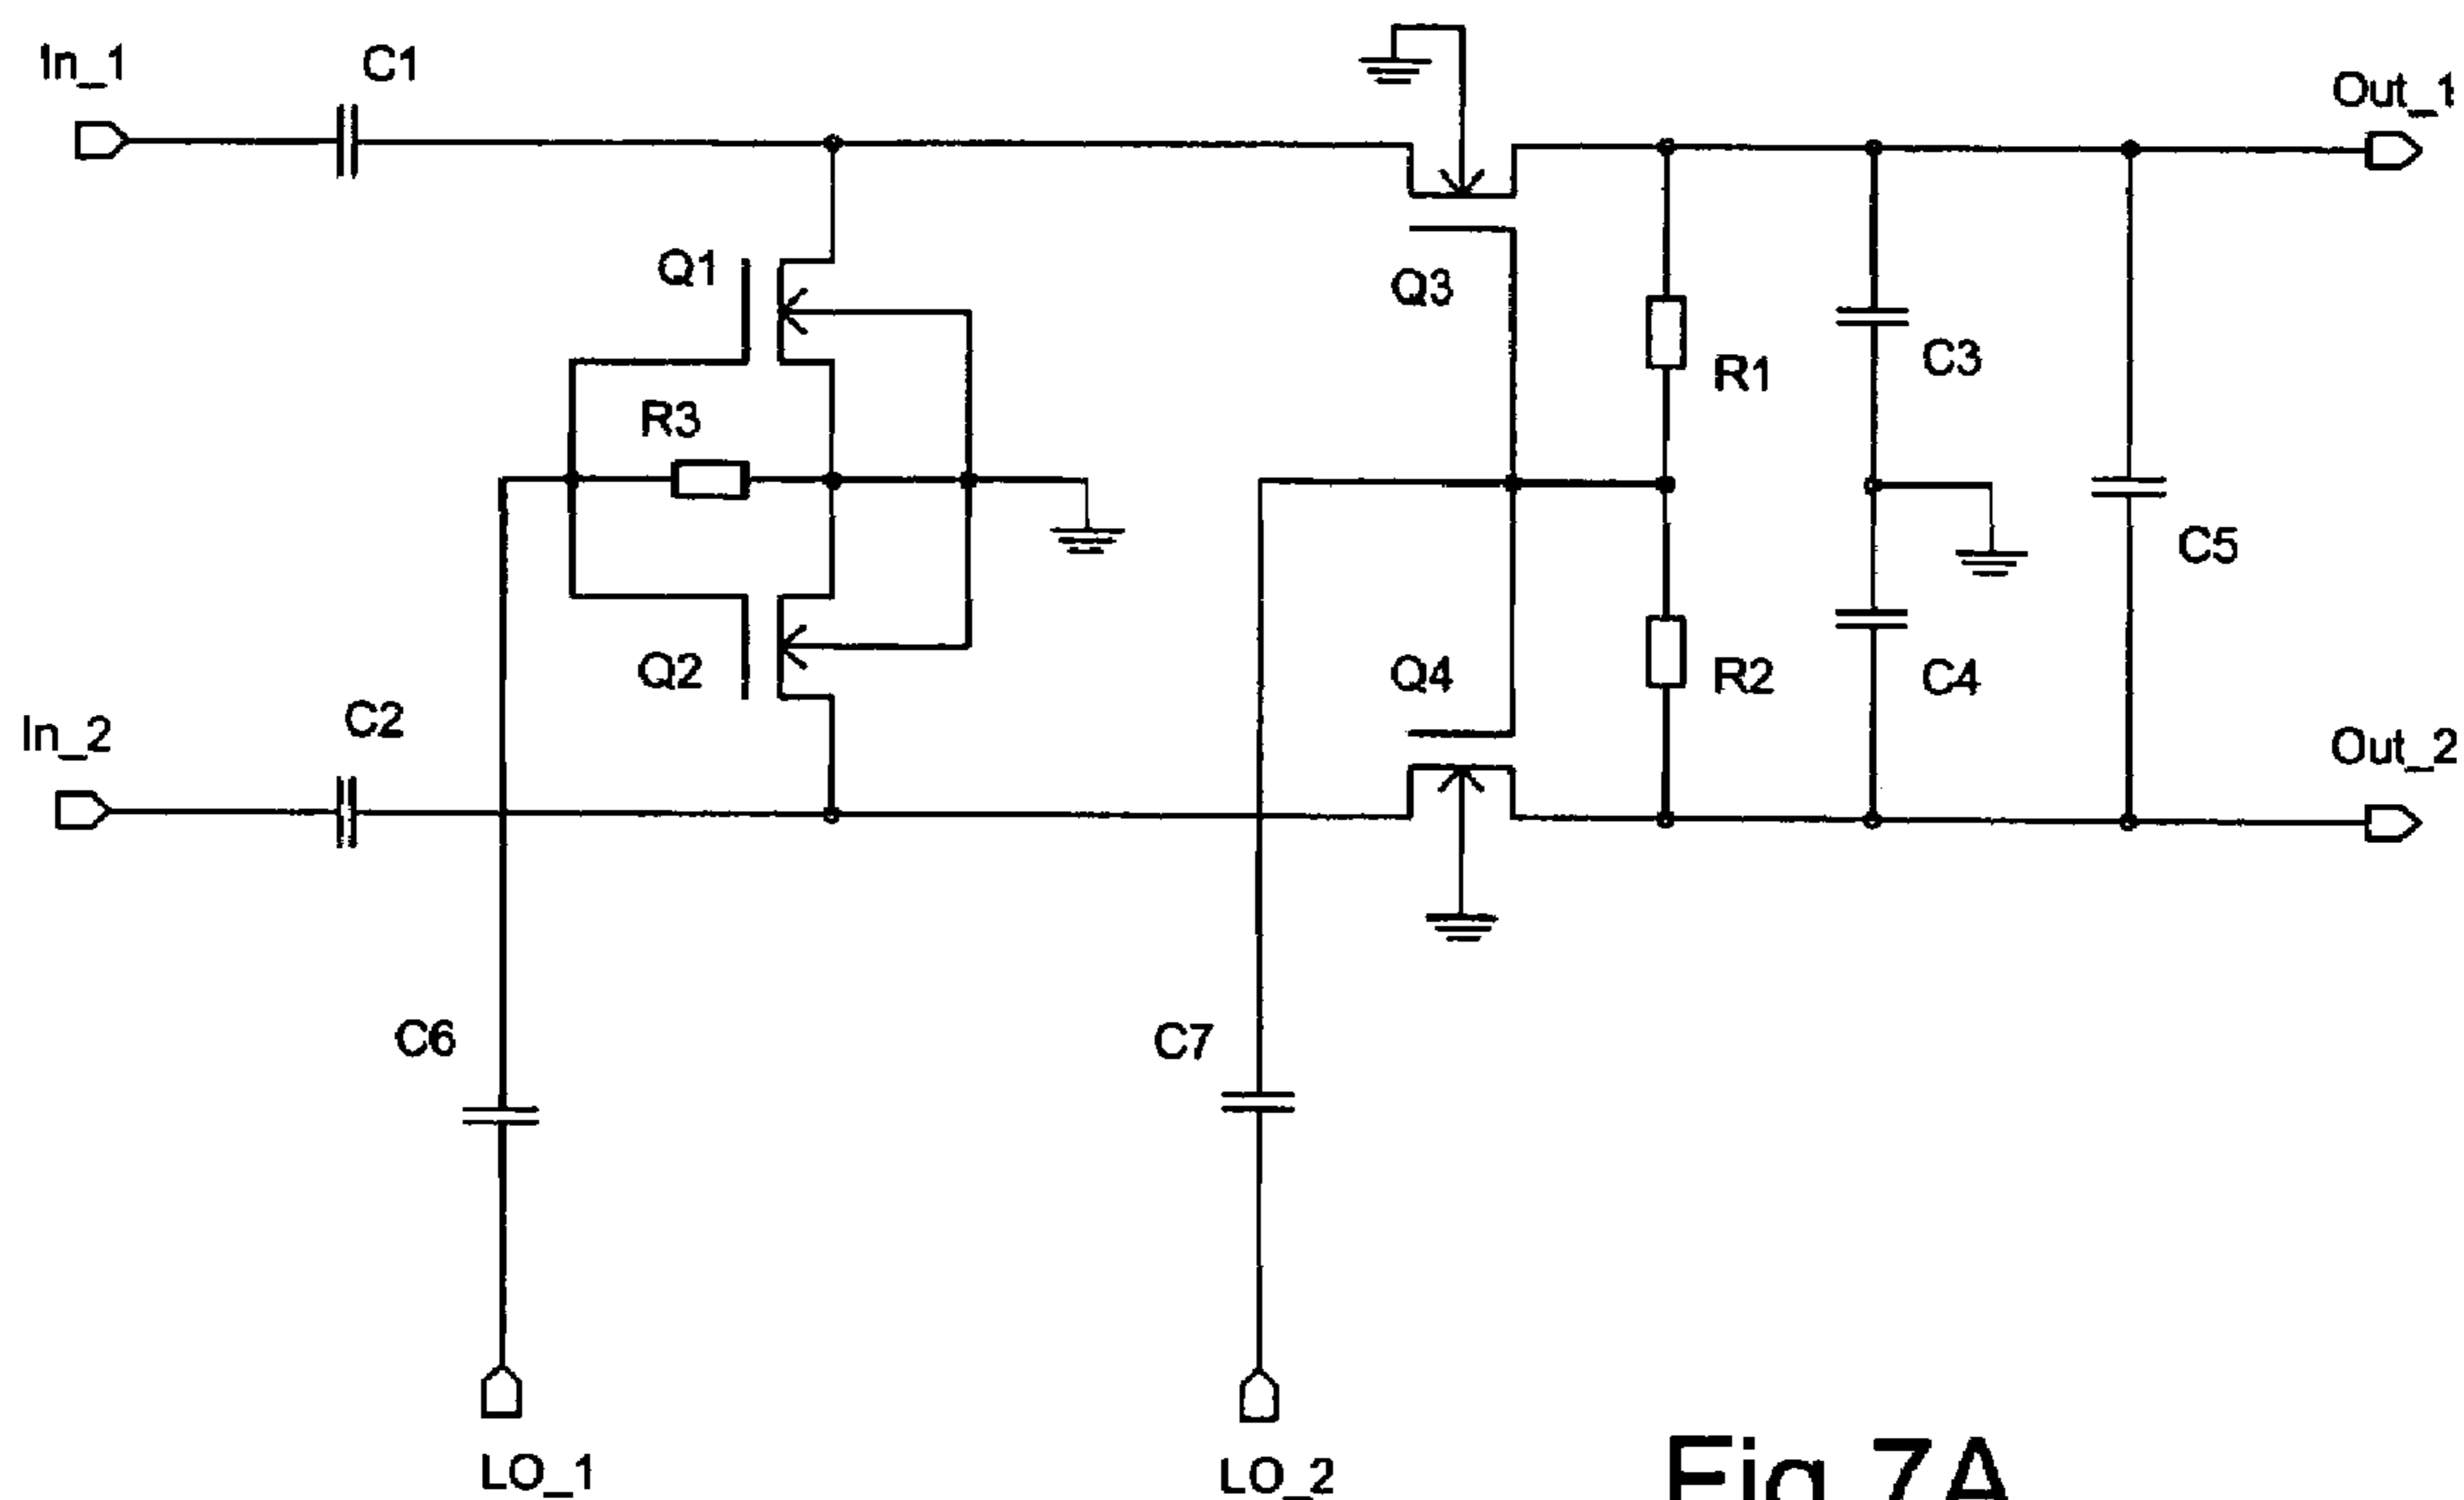 In_1
C1
Out_1
Q1
Q3
R1
C3
R3
C5
Q2
Q4
R2
C4
In_2
C2
Out_2
C6
C7
LO_1
LO_2
Fig 7A